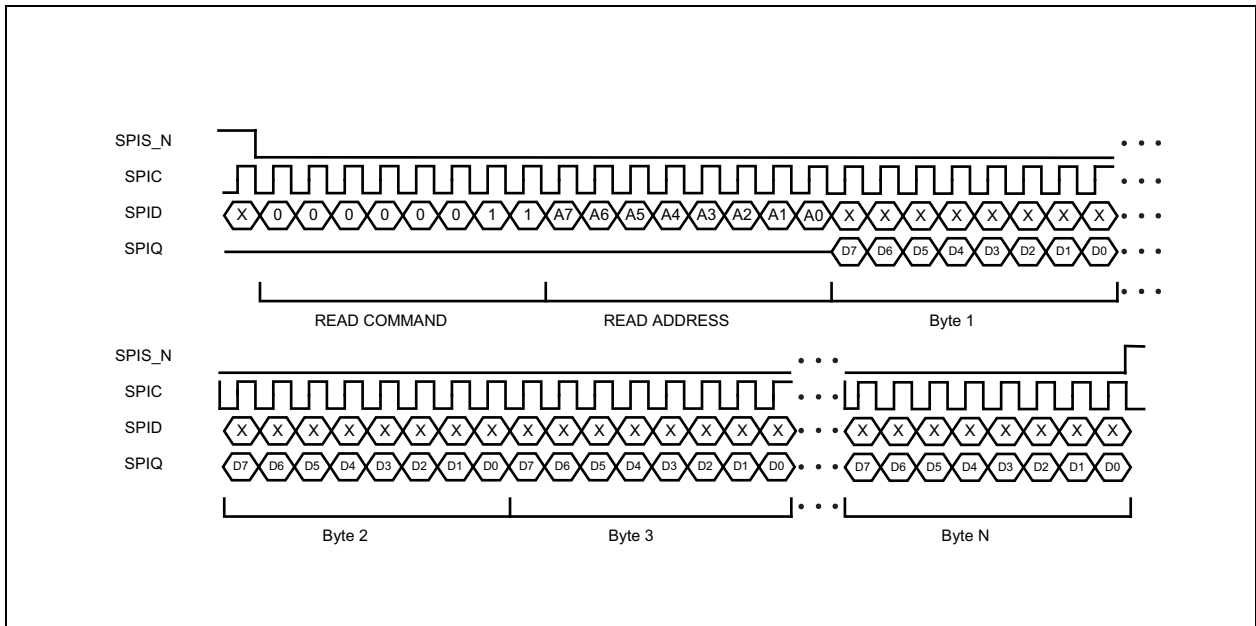 SPIS_N
SPIC
SPID X 0 0 0 0 0 0 1 1 A7 A6 A5 A4 A3 A2 A1 A0 X X X X X X X X
SPIQ D7 D6 D5 D4 D3 D2 D1 D0
READ COMMAND READ ADDRESS Byte 1
SPIS_N
SPIC
SPID X X X X X X X X X X X X X X X X X X X X X X X X
SPIQ D7 D6 D5 D4 D3 D2 D1 D0 D7 D6 D5 D4 D3 D2 D1 D0 D7 D6 D5 D4 D3 D2 D1 D0
Byte 2 Byte 3 Byte N